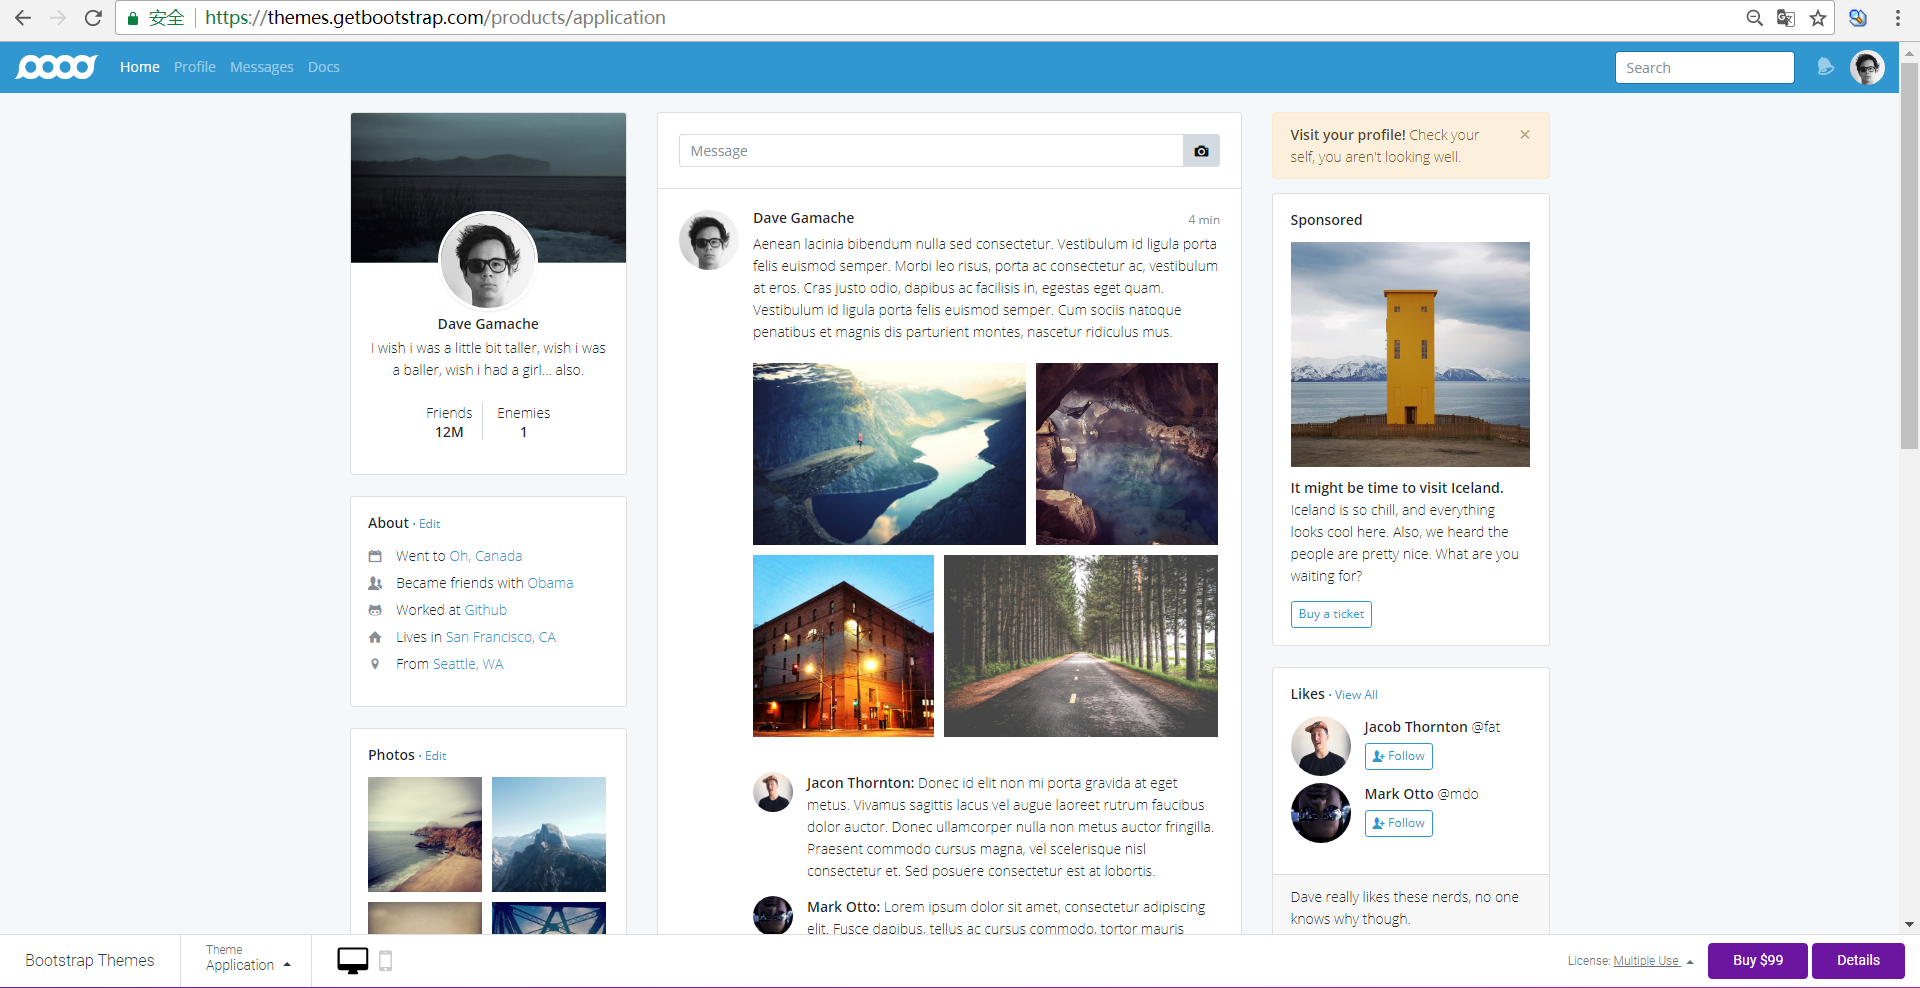 安全 https://themes.getbootstrap.com/products/application
Home Profile Messages Docs
Search
Dave Gamache
I wish i was a little bit taller, wish i was
a baller, wish i had a girl... also.
Friends Enemies
12M 1
About · Edit
Went to Oh, Canada
Became friends with Obama
Worked at Github
Lives in San Francisco, CA
From Seattle, WA
Photos · Edit
Message
Dave Gamache 4 min
Aenean lacinia bibendum nulla sed consectetur. Vestibulum id ligula porta
felis euismod semper. Morbi leo risus, porta ac consectetur ac, vestibulum
at eros. Cras justo odio, dapibus ac facilisis in, egestas eget quam.
Vestibulum id ligula porta felis euismod semper. Cum sociis natoque
penatibus et magnis dis parturient montes, nascetur ridiculus mus.
Jacon Thornton: Donec id elit non mi porta gravida at eget
metus. Vivamus sagittis lacus vel augue laoreet rutrum faucibus
dolor auctor. Donec ullamcorper nulla non metus auctor fringilla.
Praesent commodo cursus magna, vel scelerisque nisl
consectetur et. Sed posuere consectetur est at lobortis.
Mark Otto: Lorem ipsum dolor sit amet, consectetur adipiscing
elit. Fusce dapibus, tellus ac cursus commodo, tortor mauris
Visit your profile! Check your
self, you aren't looking well.
×
Sponsored
It might be time to visit Iceland.
Iceland is so chill, and everything
looks cool here. Also, we heard the
people are pretty nice. What are you
waiting for?
Buy a ticket
Likes · View All
Jacob Thornton @fat
Follow
Mark Otto @mdo
Follow
Dave really likes these nerds, no one
knows why though.
Bootstrap Themes
Theme
Application
License: Multiple Use
Buy $99
Details